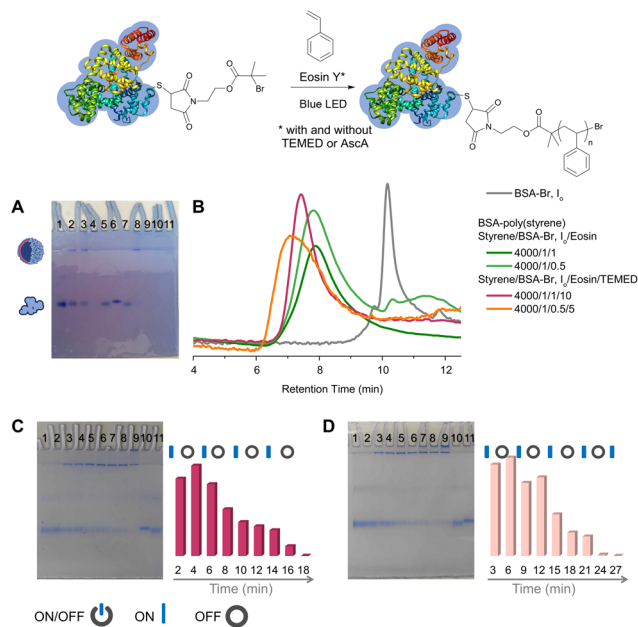 Eosin Y*
Blue LED
* with and without
TEMED or AscA
S
N
O
O
O
O
Br
S
N
O
O
O
O
Br
n
A
1 2 3 4 5 6 7 8 9 10 11
B
4 6 8 10 12
Retention Time (min)
BSA-Br, Io
BSA-poly(styrene)
Styrene/BSA-Br, Io/Eosin
4000/1/1
4000/1/0.5
Styrene/BSA-Br, Io/Eosin/TEMED
4000/1/1/10
4000/1/0.5/5
C
1 2 3 4 5 6 7 8 9 10 11
2 4 6 8 10 12 14 16 18
Time (min)
D
1 2 3 4 5 6 7 8 9 10 11
3 6 9 12 15 18 21 24 27
Time (min)
ON/OFF ON OFF